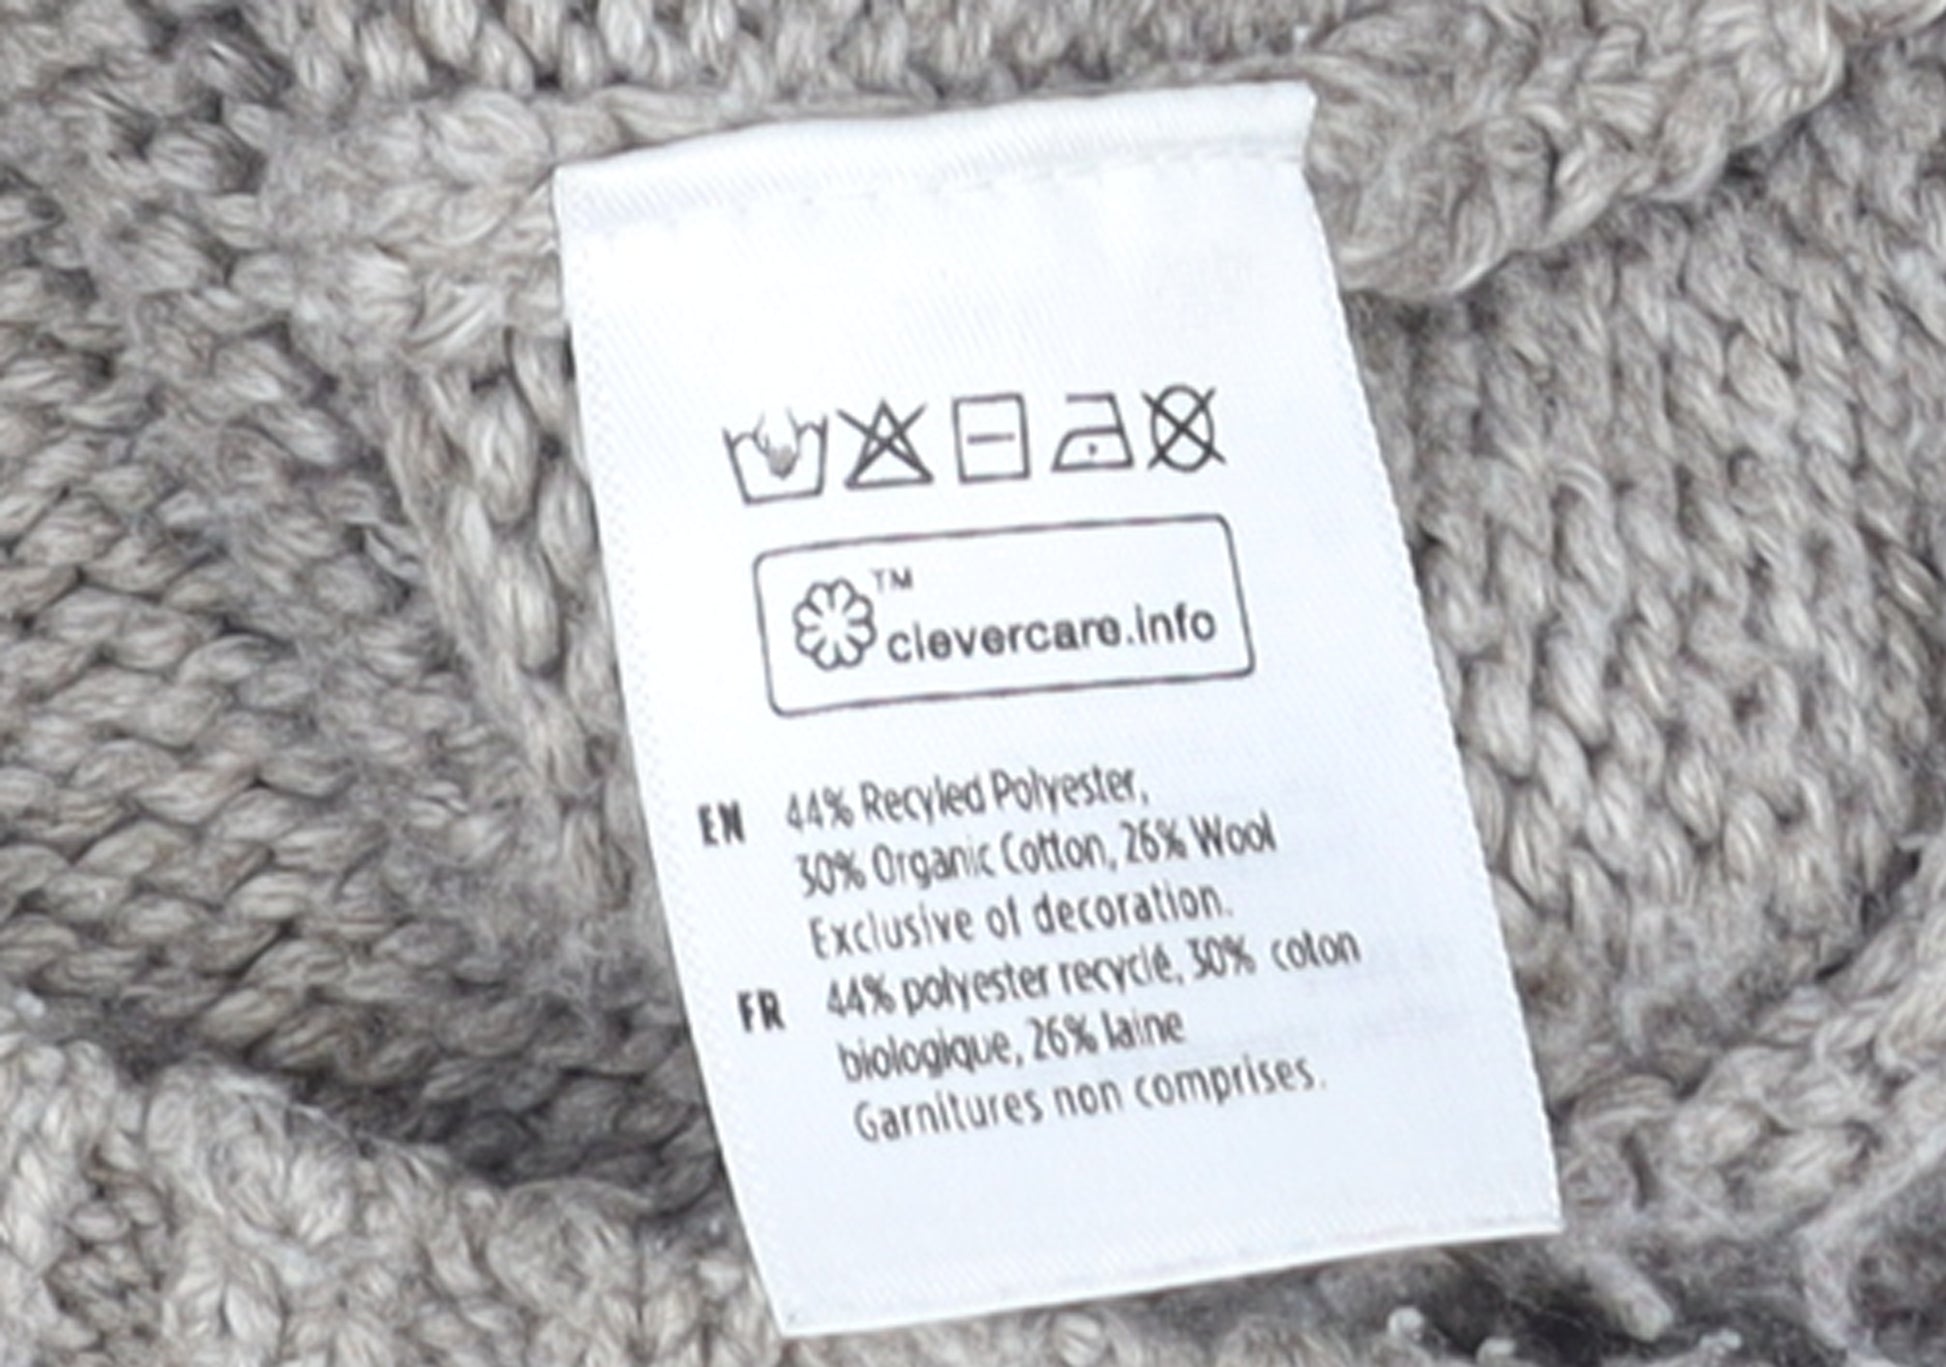 TM
clevercare.info
EN 44% Recyled Polyester,
30% Organic Cotton, 26% Wool
Exclusive of decoration.
FR 44% polyester recyclé, 30% coton
biologique, 26% laine
Garnitures non comprises.